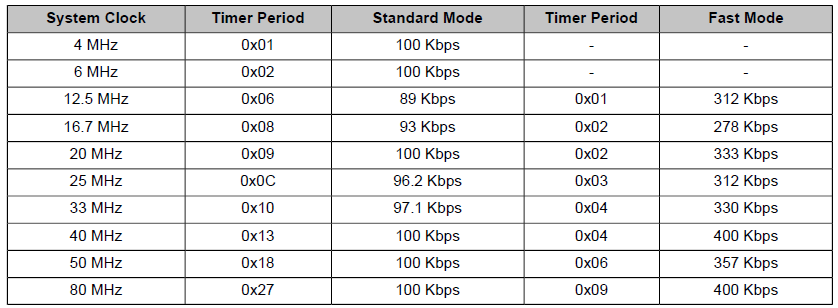 System Clock Timer Period Standard Mode Timer Period Fast Mode
4 MHz 0x01 100 Kbps - -
6 MHz 0x02 100 Kbps - -
12.5 MHz 0x06 89 Kbps 0x01 312 Kbps
16.7 MHz 0x08 93 Kbps 0x02 278 Kbps
20 MHz 0x09 100 Kbps 0x02 333 Kbps
25 MHz 0x0C 96.2 Kbps 0x03 312 Kbps
33 MHz 0x10 97.1 Kbps 0x04 330 Kbps
40 MHz 0x13 100 Kbps 0x04 400 Kbps
50 MHz 0x18 100 Kbps 0x06 357 Kbps
80 MHz 0x27 100 Kbps 0x09 400 Kbps